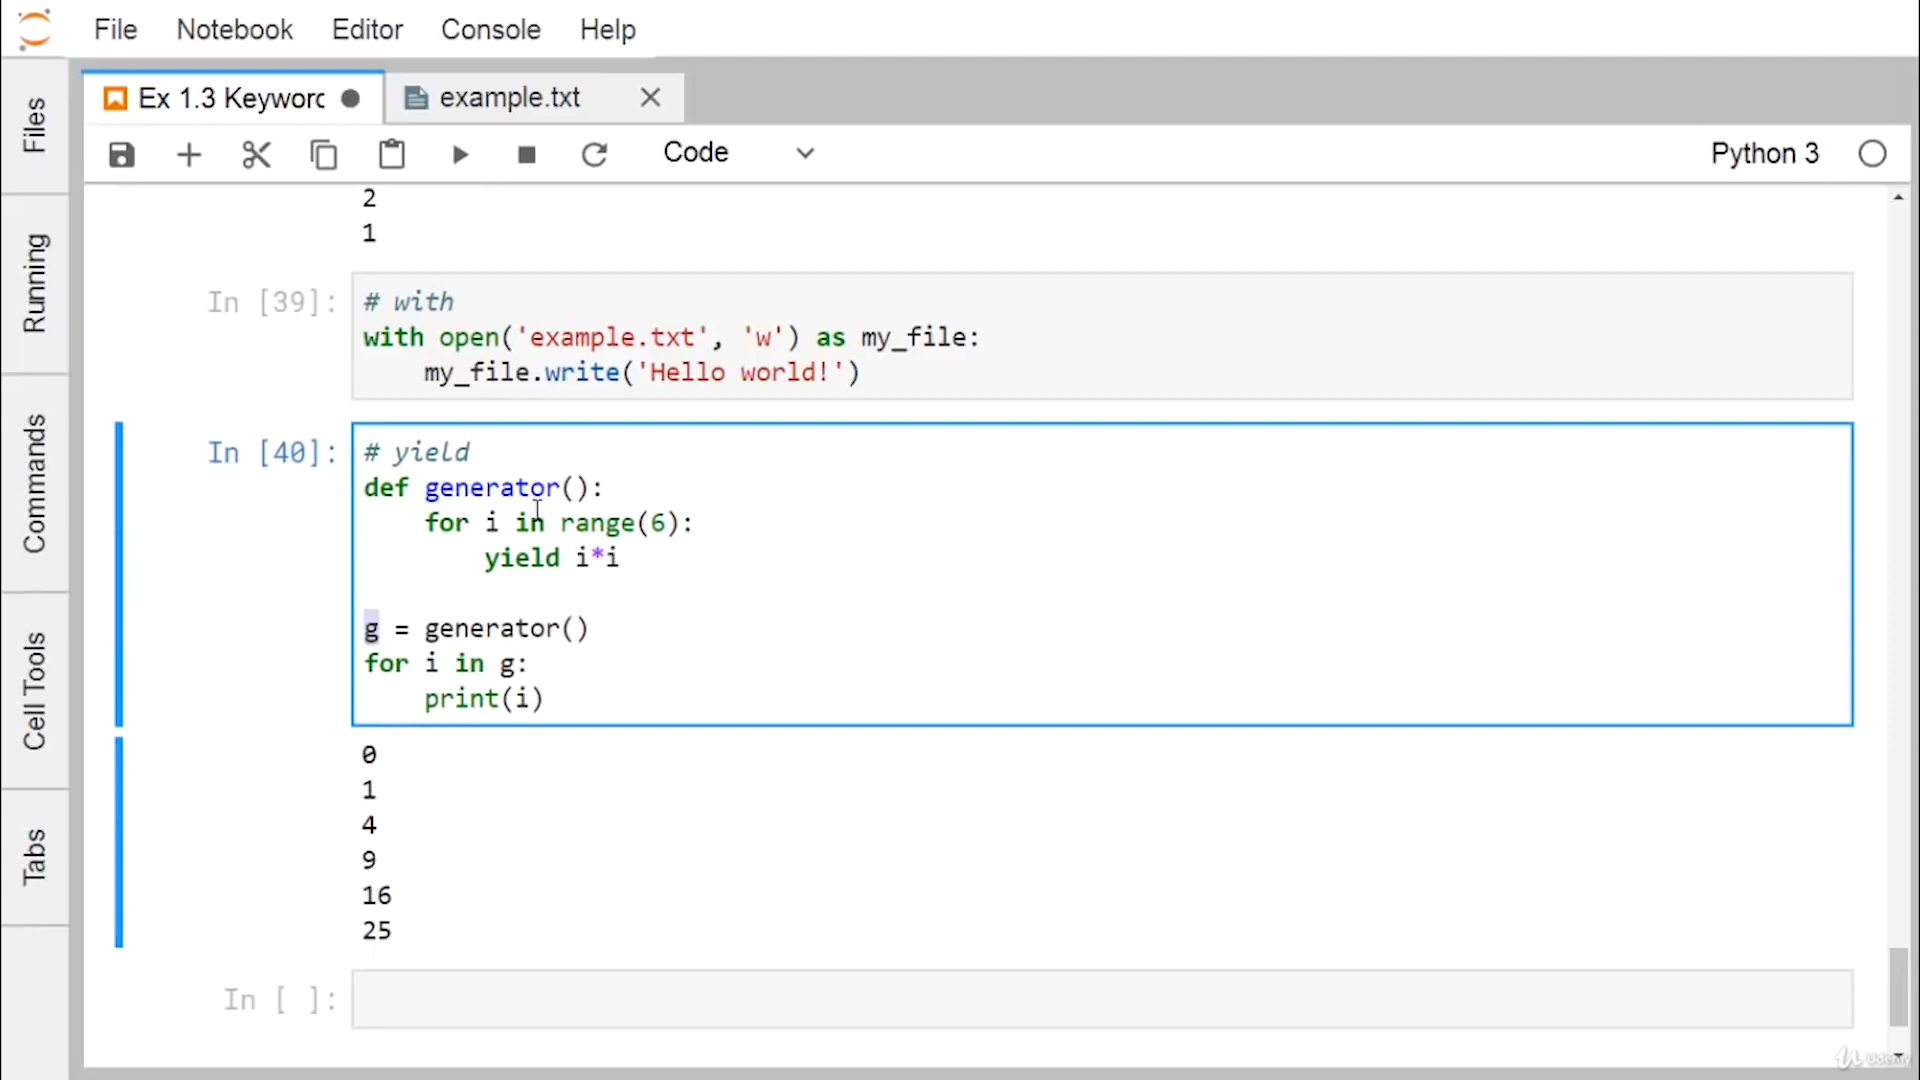 File Notebook Editor Console Help
Ex 1.3 Keyword example.txt
Code Python 3
Files
Running
Commands
Cell Tools
Tabs
2
1
In [39]:
# with
with open('example.txt', 'w') as my_file:
my_file.write('Hello world!')
In [40]:
# yield
def generator():
for i in range(6):
yield i*i
g = generator()
for i in g:
print(i)
0
1
4
9
16
25
In [ ]:
Udemy